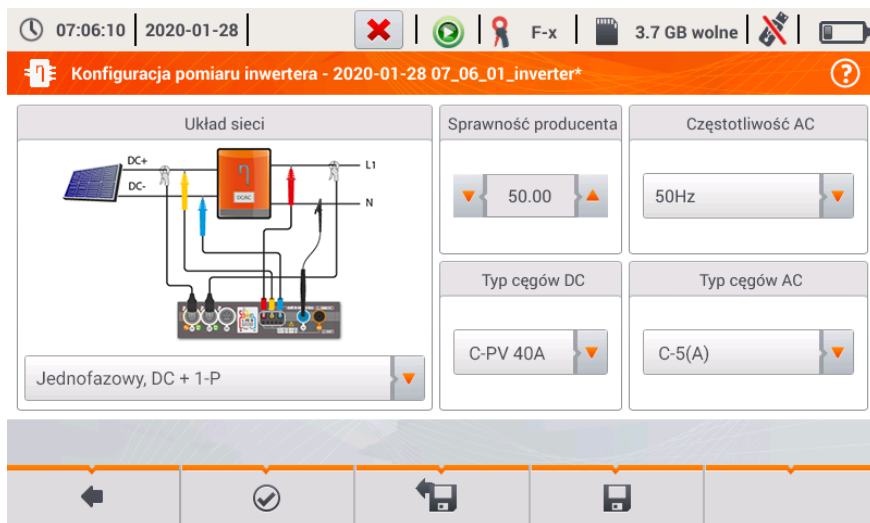 07:06:10 2020-01-28 F-x 3.7 GB wolne
Konfiguracja pomiaru inwertera - 2020-01-28 07_06_01_inverter* ?
Układ sieci
DC+
DC-
η
DC/AC
L1
N
Jednofazowy, DC + 1-P
Sprawność producenta
50.00
Częstotliwość AC
50Hz
Typ cęgów DC
C-PV 40A
Typ cęgów AC
C-5(A)